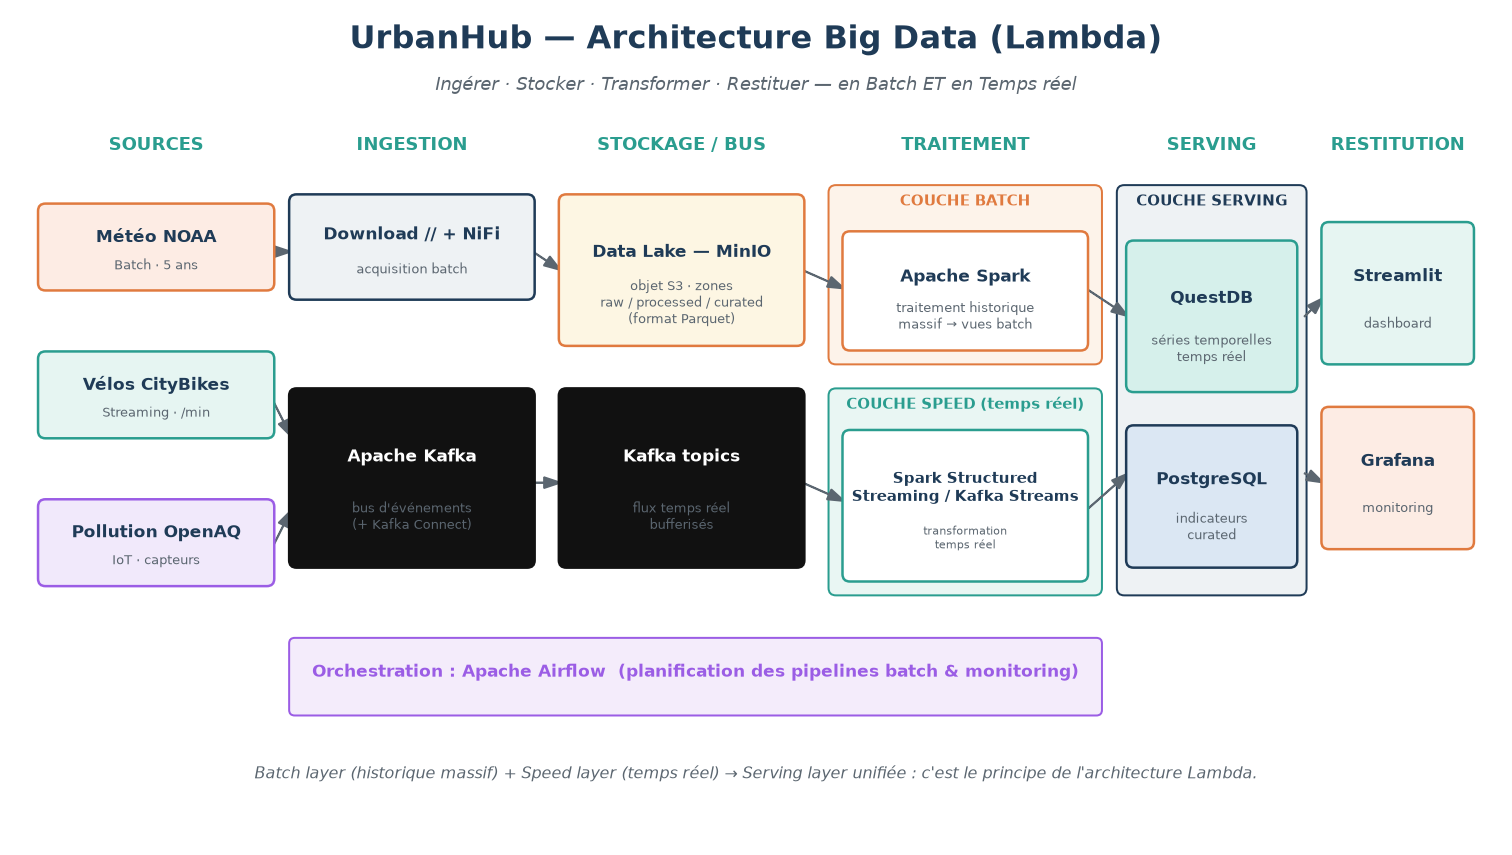 UrbanHub — Architecture Big Data (Lambda)
Ingérer · Stocker · Transformer · Restituer — en Batch ET en Temps réel
SOURCES
INGESTION
STOCKAGE / BUS
TRAITEMENT
SERVING
RESTITUTION
Météo NOAA
Batch · 5 ans
Vélos CityBikes
Streaming · /min
Pollution OpenAQ
IoT · capteurs
Download // + NiFi
acquisition batch
Apache Kafka
bus d'événements
(+ Kafka Connect)
Data Lake — MinIO
objet S3 · zones
raw / processed / curated
(format Parquet)
Kafka topics
flux temps réel
bufferisés
COUCHE BATCH
Apache Spark
traitement historique
massif → vues batch
COUCHE SPEED (temps réel)
Spark Structured
Streaming / Kafka Streams
transformation
temps réel
COUCHE SERVING
QuestDB
séries temporelles
temps réel
PostgreSQL
indicateurs
curated
Streamlit
dashboard
Grafana
monitoring
Orchestration : Apache Airflow  (planification des pipelines batch & monitoring)
Batch layer (historique massif) + Speed layer (temps réel) → Serving layer unifiée : c'est le principe de l'architecture Lambda.